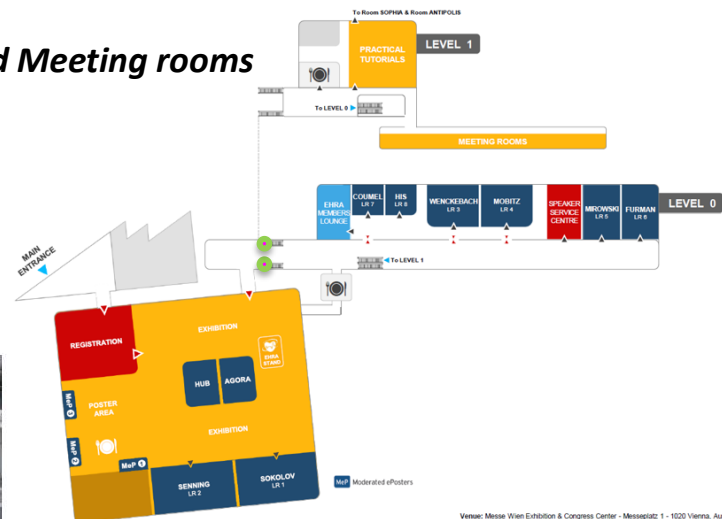 To Room SOPHIA & Room ANTIPOLIS
d Meeting rooms
PRACTICAL
TUTORIALS
LEVEL 1
To LEVEL 0
MEETING ROOMS
EHRA
MEMBERS
LOUNGE
COUMEL
LR 7
HIS
LR 8
WENCKEBACH
LR 3
MOBITZ
LR 4
SPEAKER
SERVICE
CENTRE
MIROWSKI
LR 5
FURMAN
LR 6
LEVEL 0
MAIN
ENTRANCE
To LEVEL 1
REGISTRATION
EXHIBITION
EHRA
STAND
HUB
AGORA
MeP
POSTER
AREA
EXHIBITION
MeP
MeP
SENNING
LR 2
SOKOLOV
LR 1
MeP Moderated ePosters
Venue: Messe Wien Exhibition & Congress Center - Messeplatz 1 - 1020 Vienna, Au